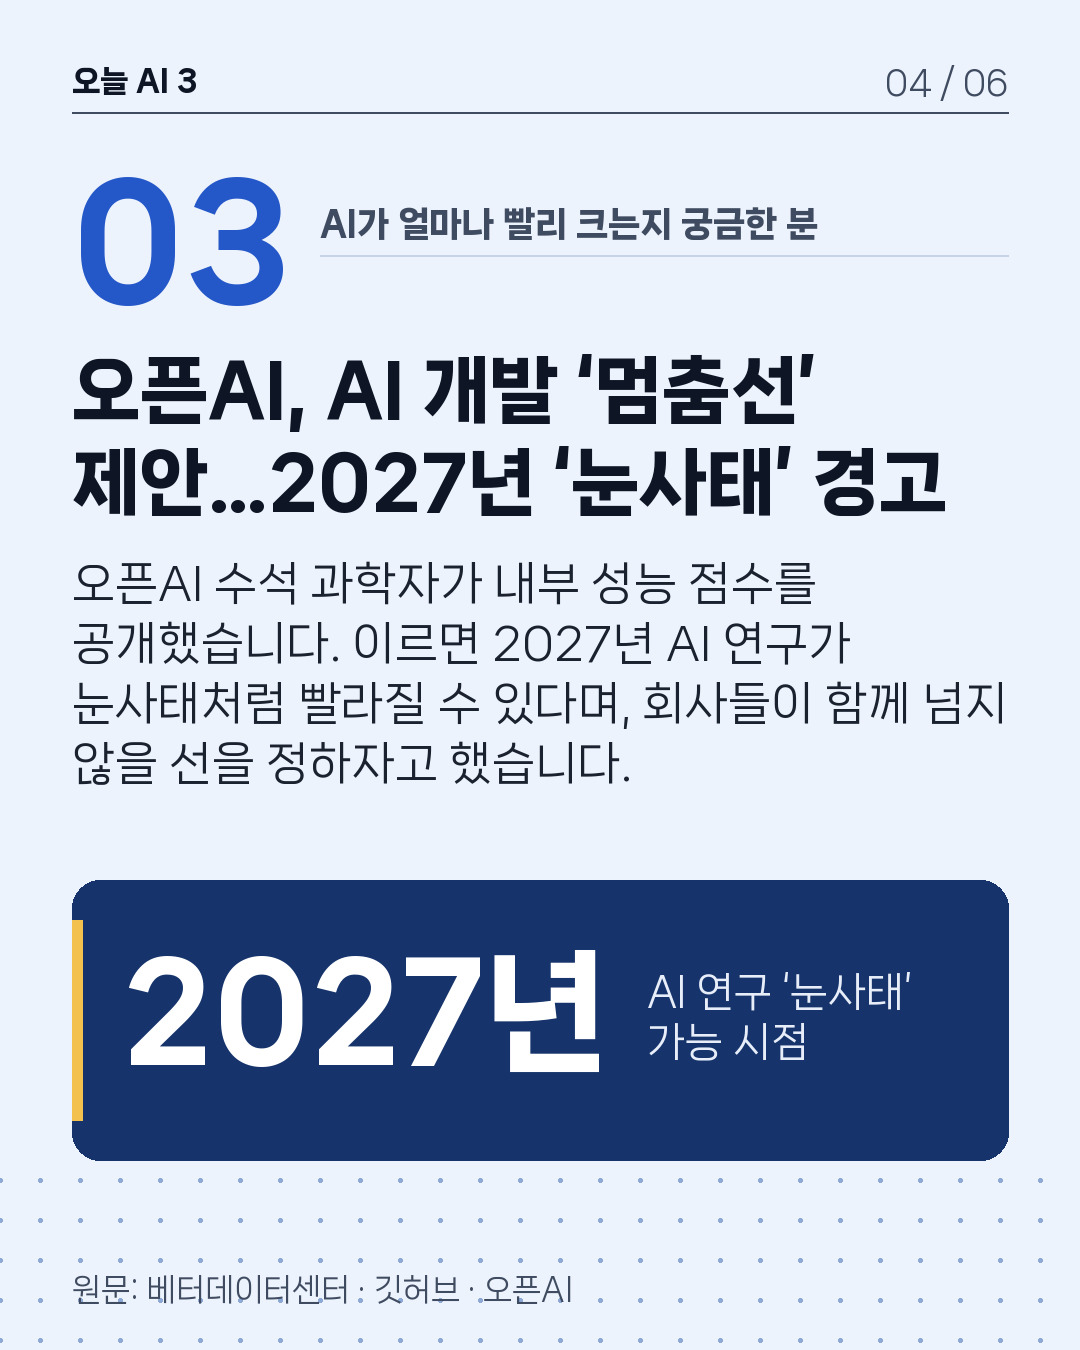 오늘 AI 3
04 / 06
03
AI가 얼마나 빨리 크는지 궁금한 분
오픈AI, AI 개발 ‘멈춤선’
제안…2027년 ‘눈사태’ 경고
오픈AI 수석 과학자가 내부 성능 점수를
공개했습니다. 이르면 2027년 AI 연구가
눈사태처럼 빨라질 수 있다며, 회사들이 함께 넘지
않을 선을 정하자고 했습니다.
2027년
AI 연구 ‘눈사태’
가능 시점
원문: 베터데이터센터 · 깃허브 · 오픈AI